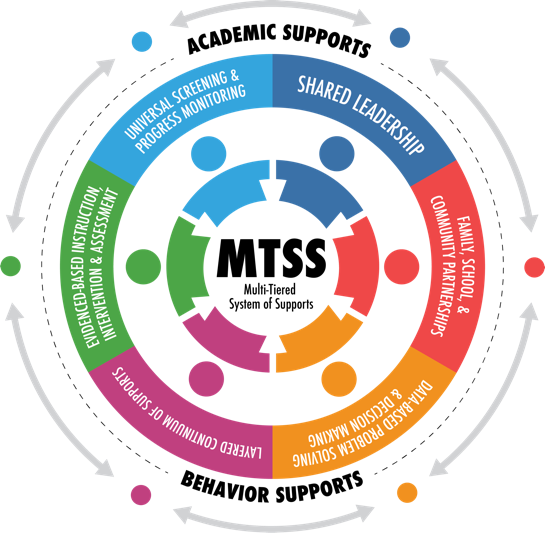 ACADEMIC SUPPORTS
UNIVERSAL SCREENING &
PROGRESS MONITORING
SHARED LEADERSHIP
EVIDENCED-BASED INSTRUCTION,
INTERVENTION & ASSESSMENT
FAMILY, SCHOOL, &
COMMUNITY PARTNERSHIPS
MTSS
Multi-Tiered
System of Supports
LAYERED CONTINUUM OF SUPPORTS
DATA-BASED PROBLEM SOLVING
& DECISION MAKING
BEHAVIOR SUPPORTS